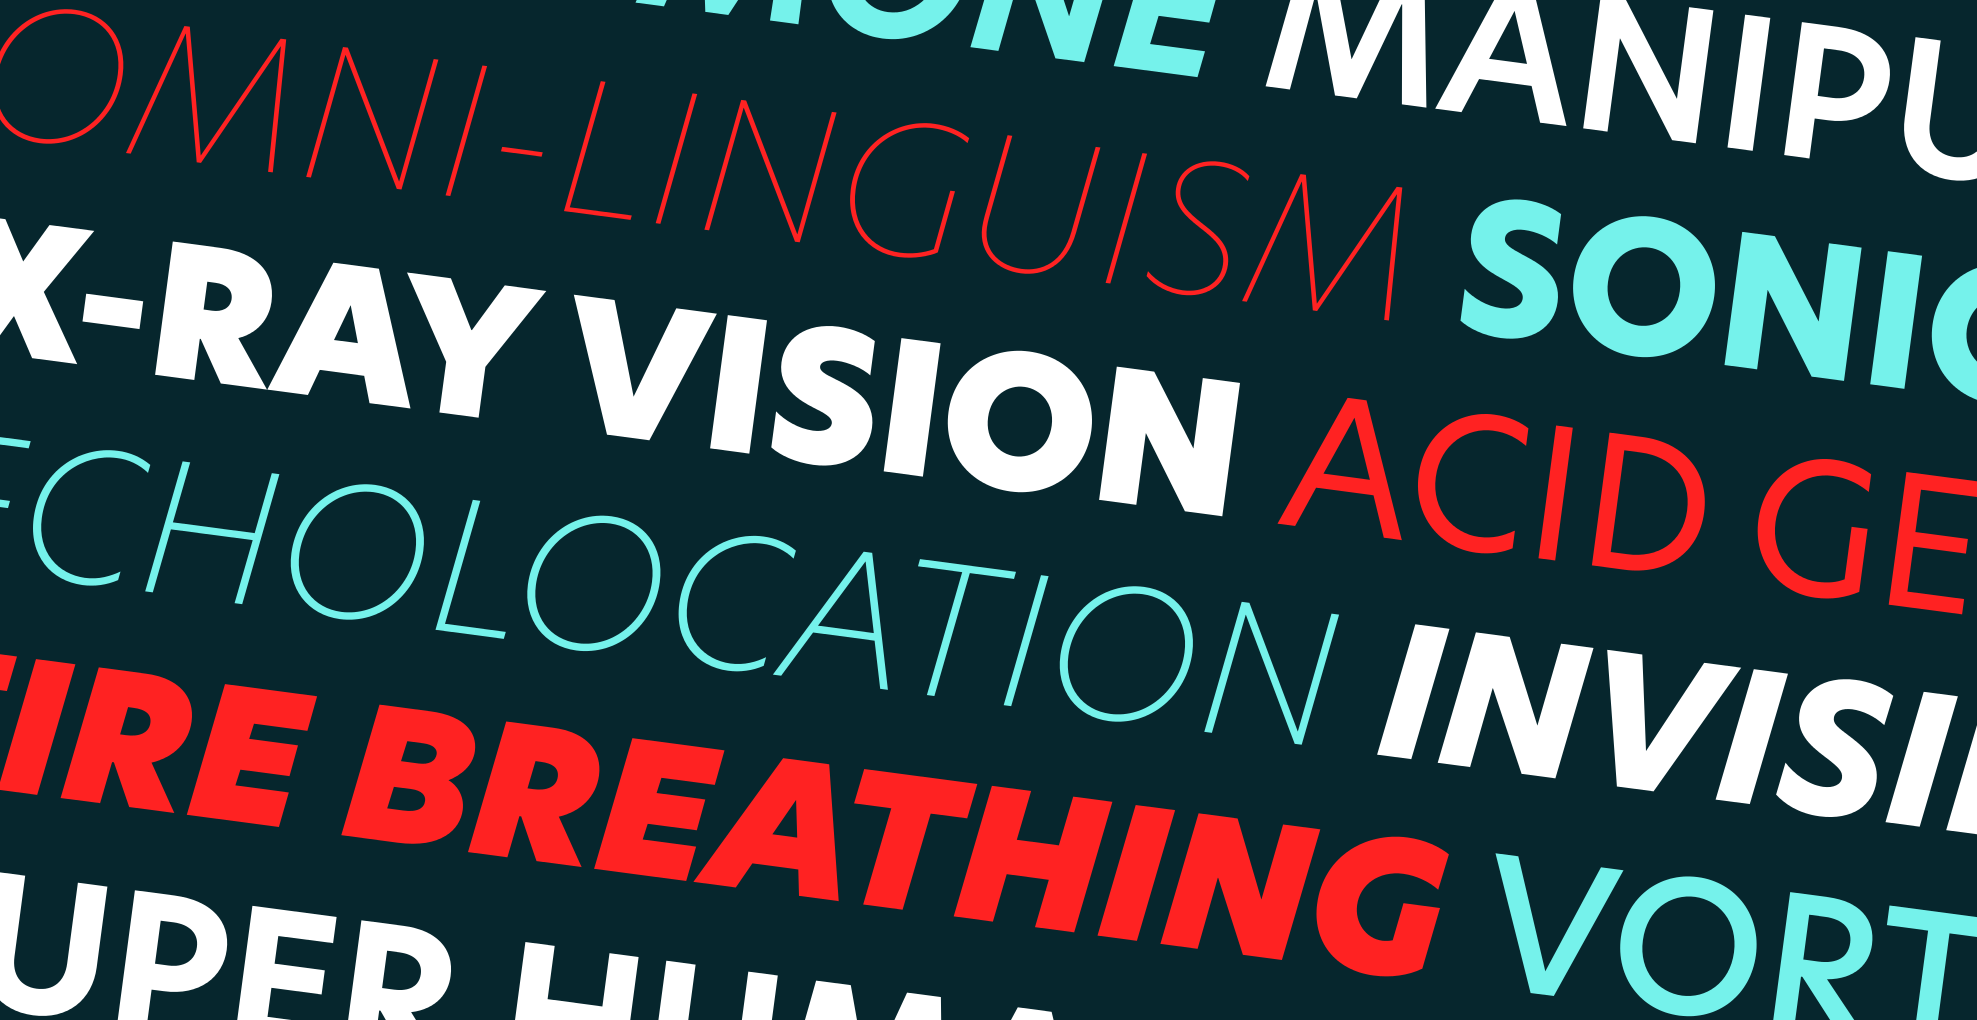 MONE MANIPU
OMNI-LINGUISM SONIC
X-RAY VISION ACID GE
ECHOLOCATION INVISI
FIRE BREATHING VORT
UPER HUMA